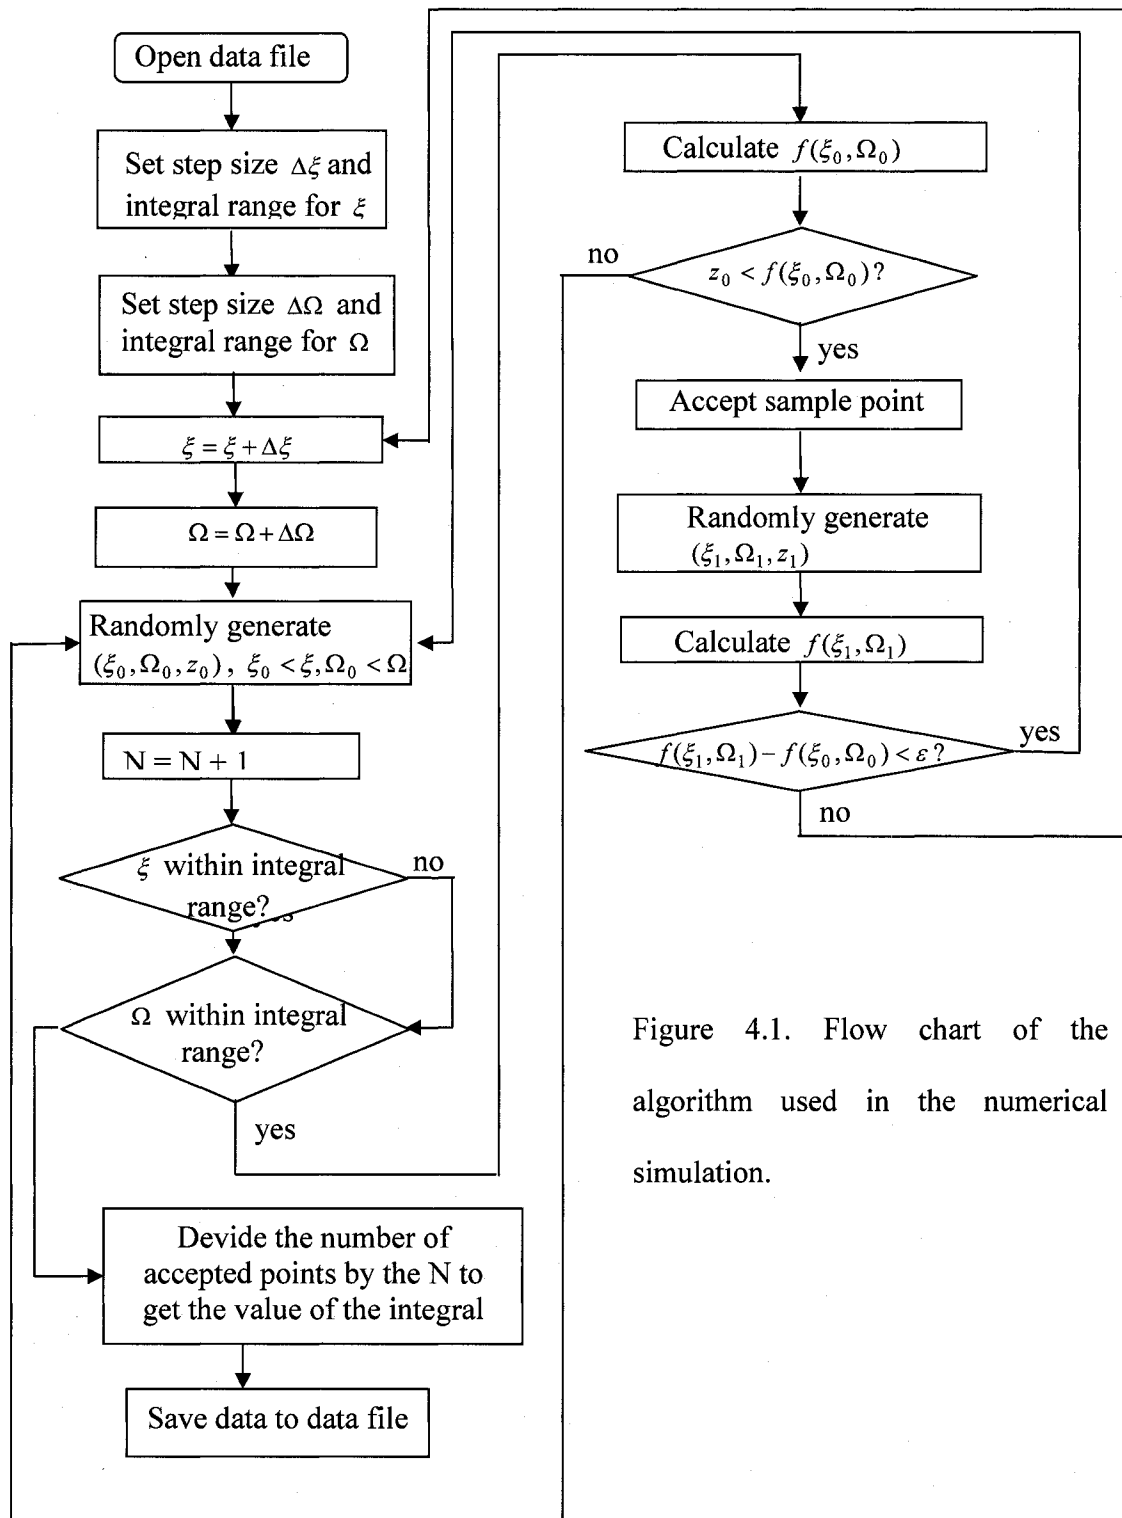 Open data file
Set step size Δξ and
integral range for ξ
Set step size ΔΩ and
integral range for Ω
ξ = ξ + Δξ
Ω = Ω + ΔΩ
Randomly generate
(ξ₀, Ω₀, z₀), ξ₀ < ξ, Ω₀ < Ω
N = N + 1
ξ within integral
range?
no
yes
Ω within integral
range?
yes
Devide the number of
accepted points by the N to
get the value of the integral
Save data to data file
Calculate f(ξ₀, Ω₀)
no
z₀ < f(ξ₀, Ω₀)?
yes
Accept sample point
Randomly generate
(ξ₁, Ω₁, z₁)
Calculate f(ξ₁, Ω₁)
f(ξ₁, Ω₁) − f(ξ₀, Ω₀) < ε?
yes
no
Figure 4.1. Flow chart of the
algorithm used in the numerical
simulation.